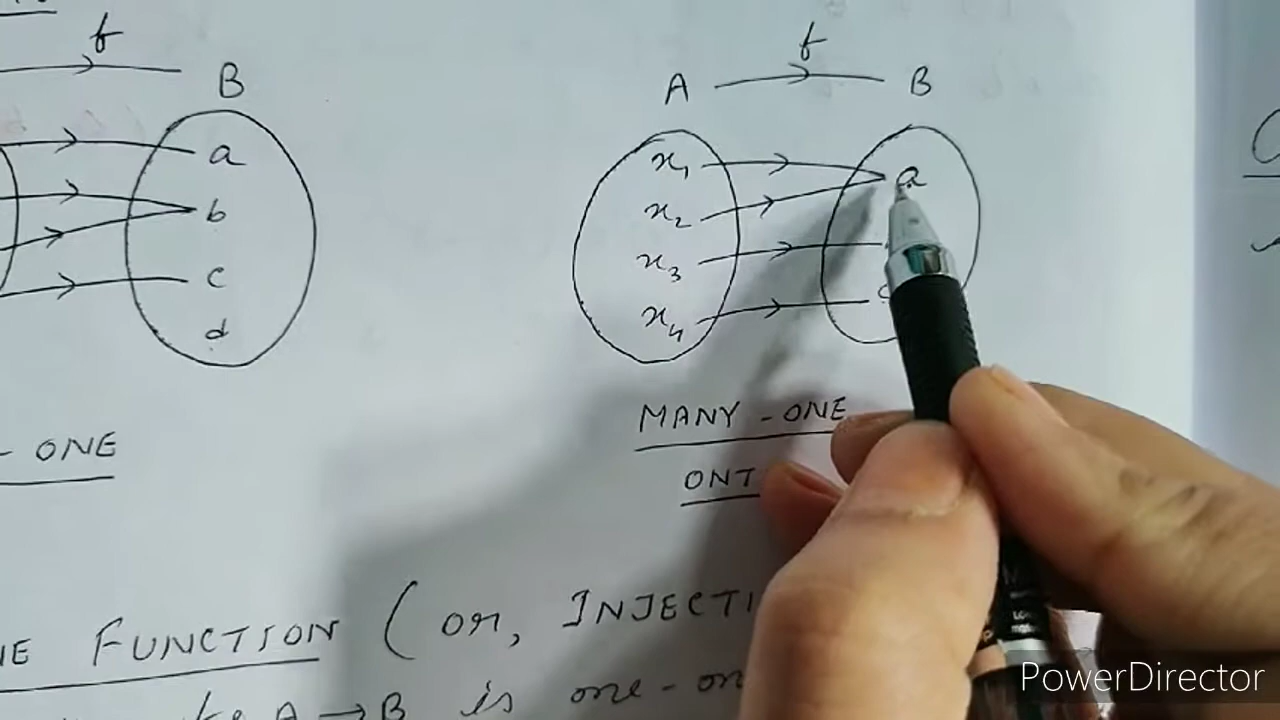 f
B
a
b
c
d
- ONE
f
A B
x₁ a
x₂
x₃
x₄
MANY - ONE
ONT
FUNCTION (or, INJECTI
A → B is one-on
PowerDirector